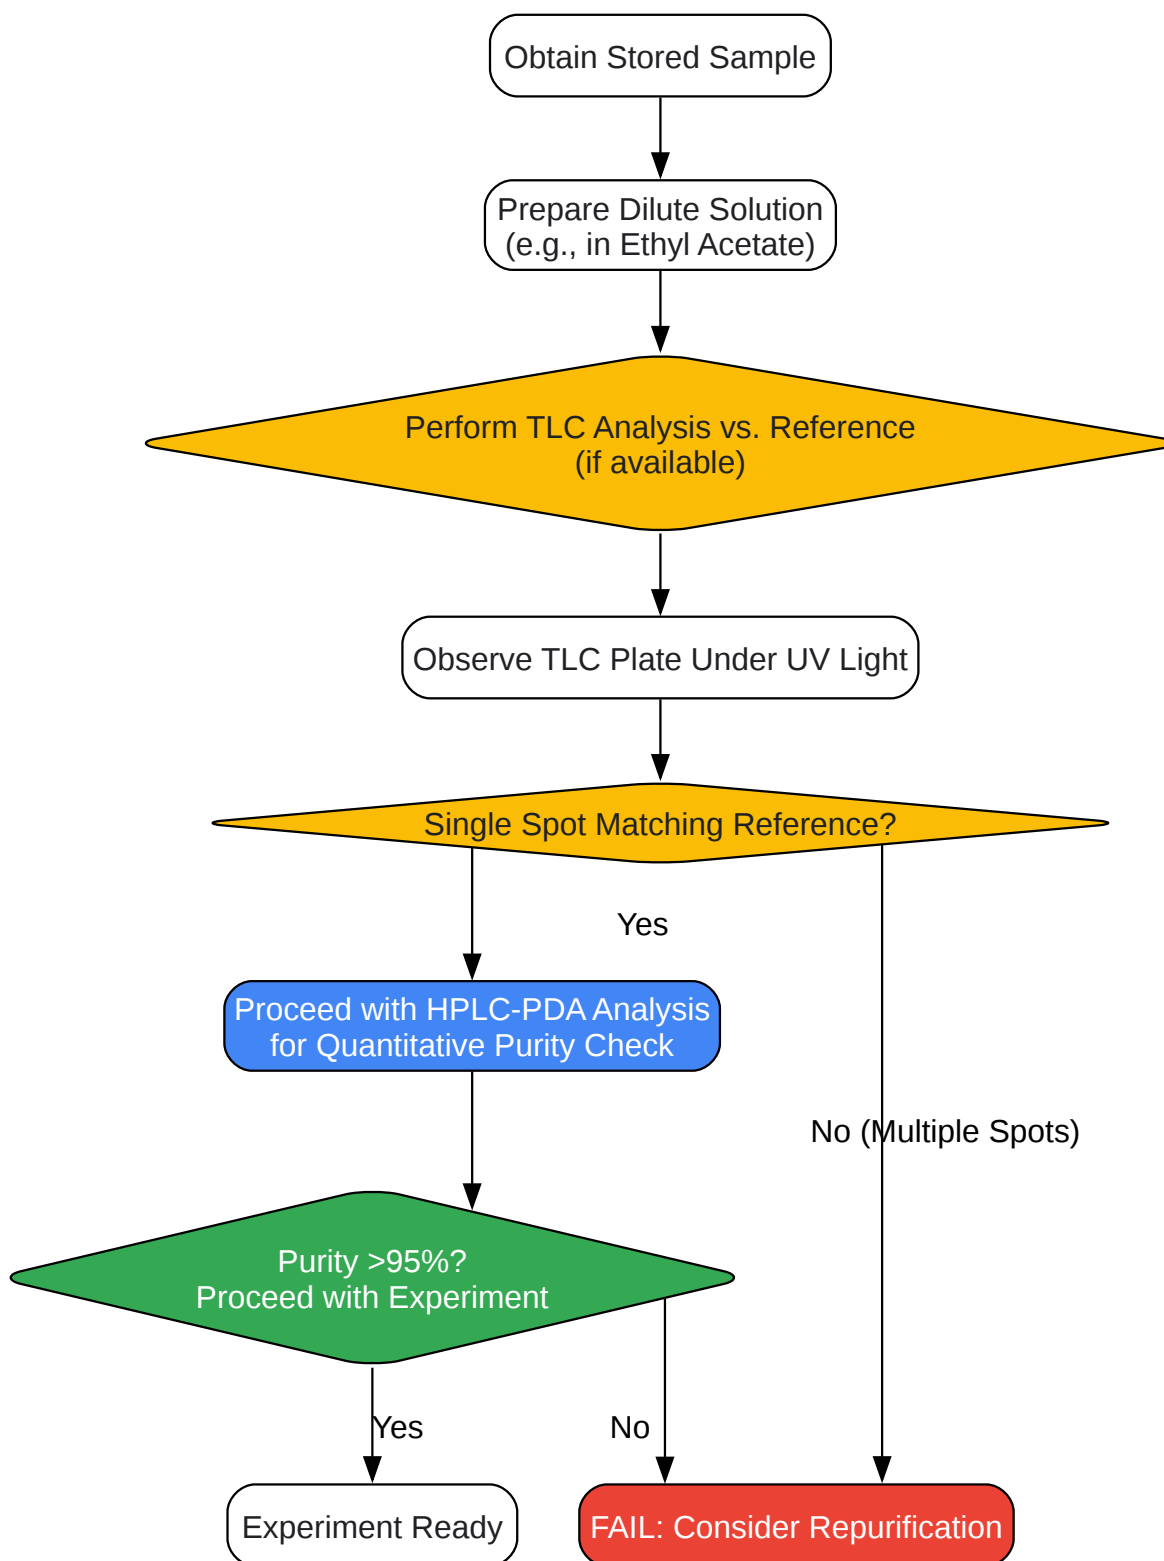 Obtain Stored Sample
Prepare Dilute Solution
(e.g., in Ethyl Acetate)
Perform TLC Analysis vs. Reference
(if available)
Observe TLC Plate Under UV Light
Single Spot Matching Reference?
Yes
Proceed with HPLC-PDA Analysis
for Quantitative Purity Check
No (Multiple Spots)
Purity >95%?
Proceed with Experiment
Yes
No
Experiment Ready
FAIL: Consider Repurification